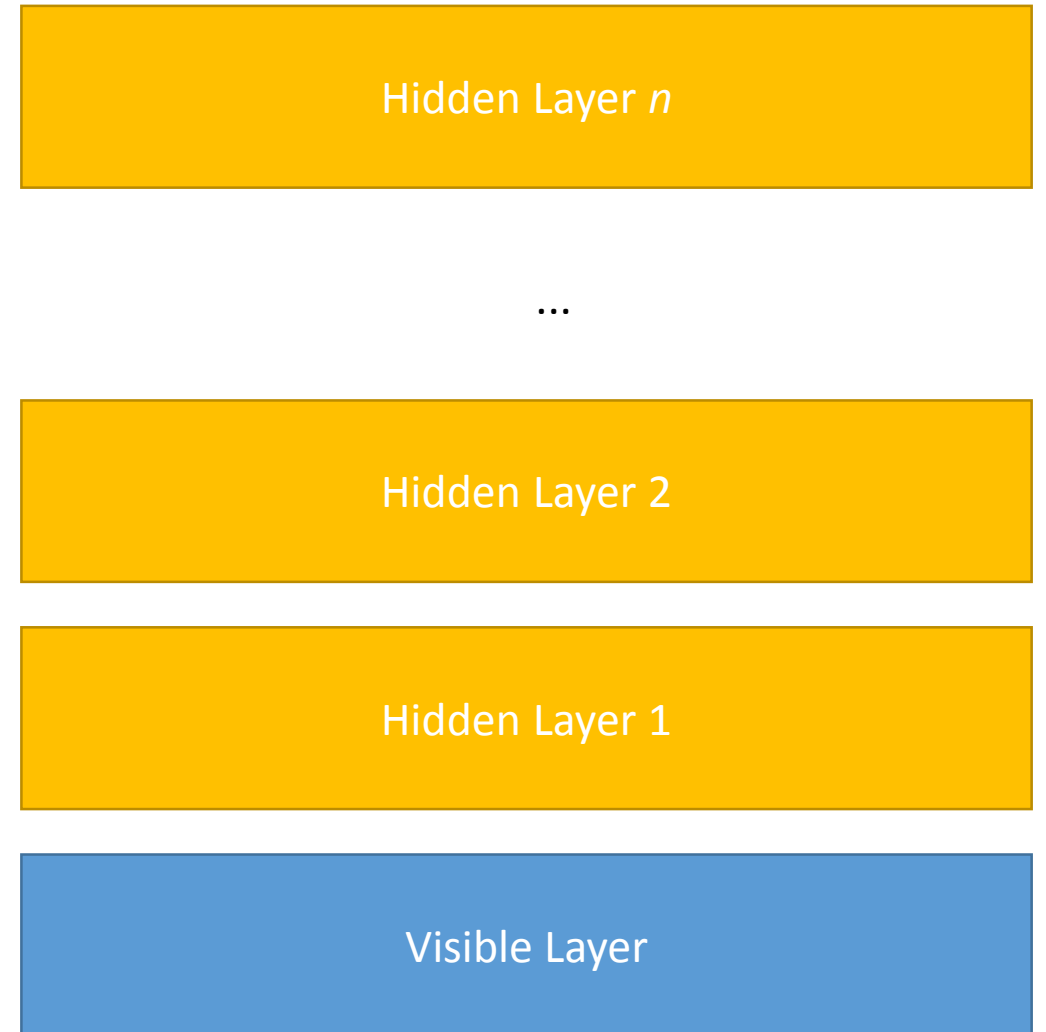 Hidden Layer n
...
Hidden Layer 2
Hidden Layer 1
Visible Layer